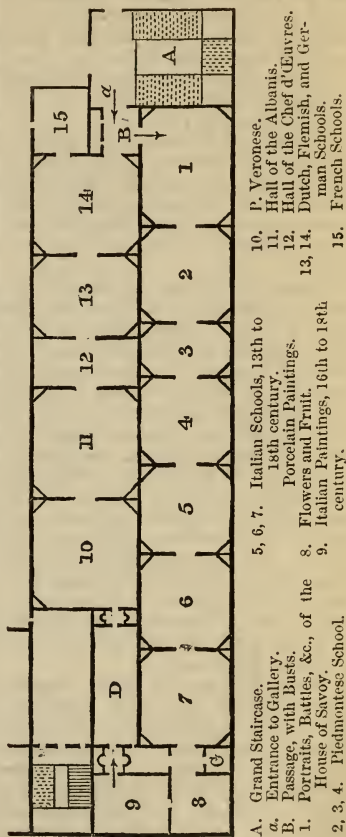 A
a
B
15
14
13
12
11
10
1
2
3
4
5
6
7
D
9
8
A. Grand Staircase.
a. Entrance to Gallery.
B. Passage, with Busts.
1. Portraits, Battles, &c., of the
House of Savoy.
2, 3, 4. Piedmontese School.
5, 6, 7. Italian Schools, 13th to
18th century.
Porcelain Paintings.
8. Flowers and Fruit.
9. Italian Paintings, 16th to 18th
century.
10. P. Veronese.
11. Hall of the Albanis.
12. Hall of the Chef d'Œuvres.
13, 14. Dutch, Flemish, and Ger-
man Schools.
15. French Schools.